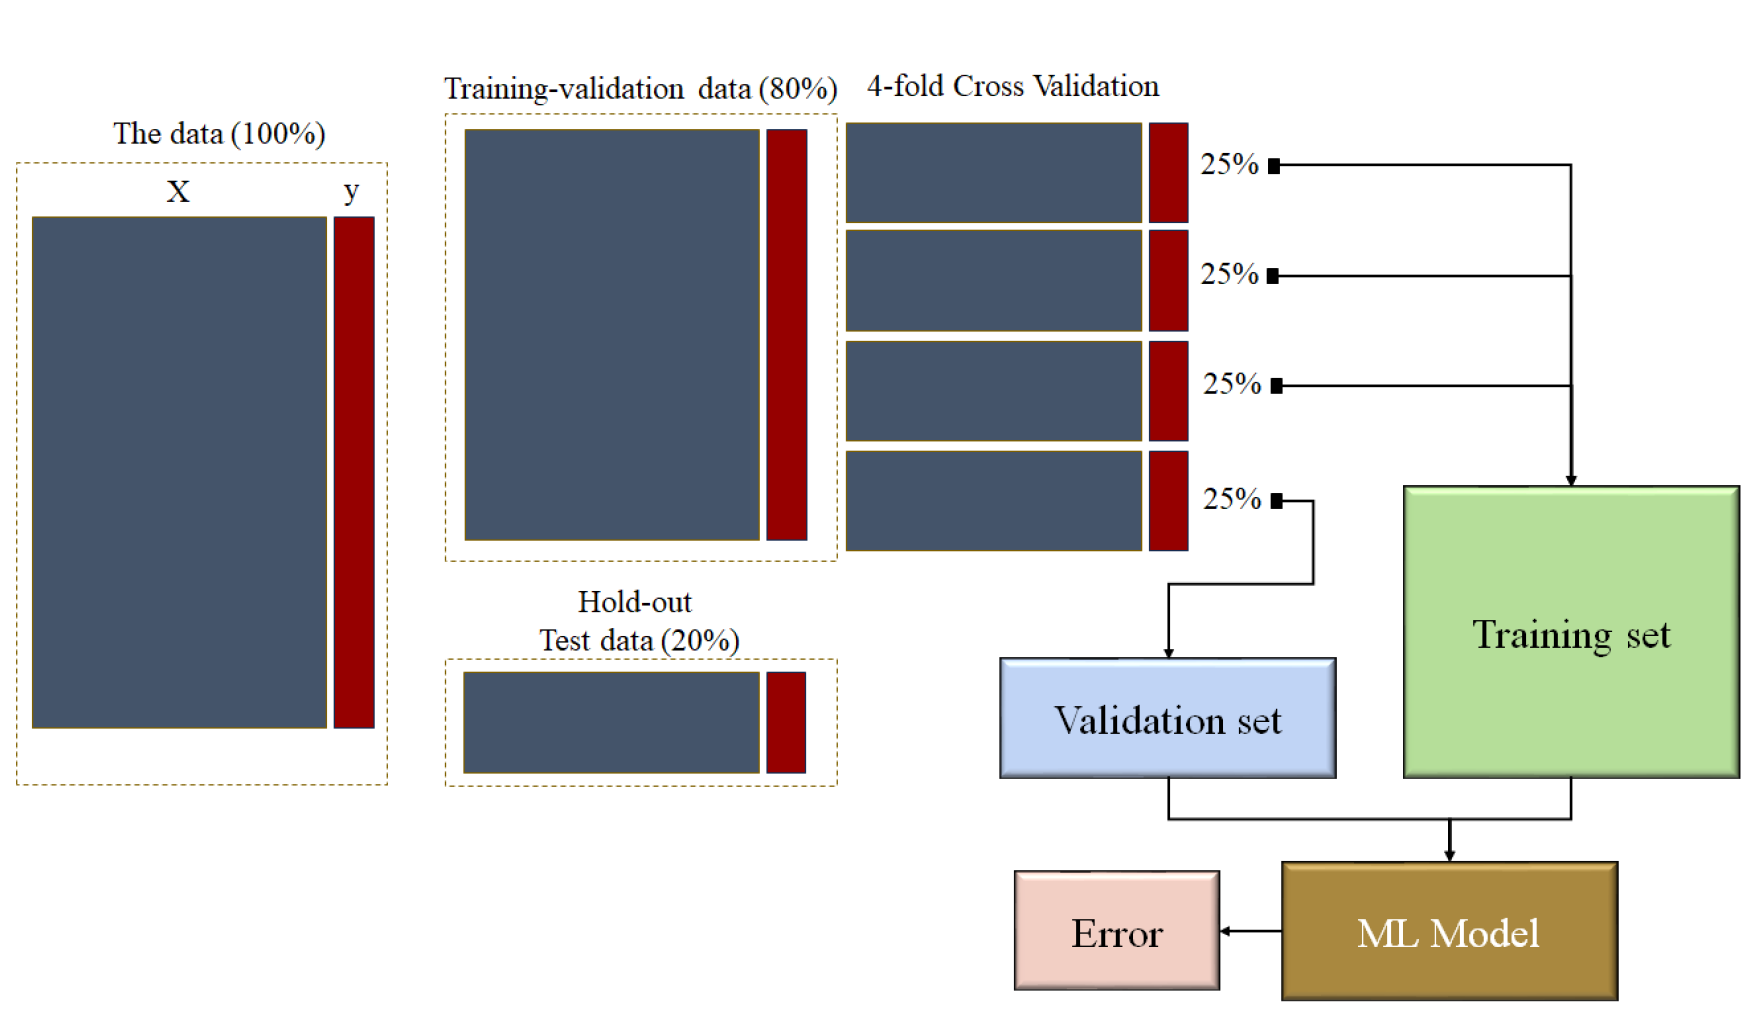 The data (100%)
X
y
Training-validation data (80%)
Hold-out
Test data (20%)
4-fold Cross Validation
25%
25%
25%
25%
Training set
Validation set
Error
ML Model